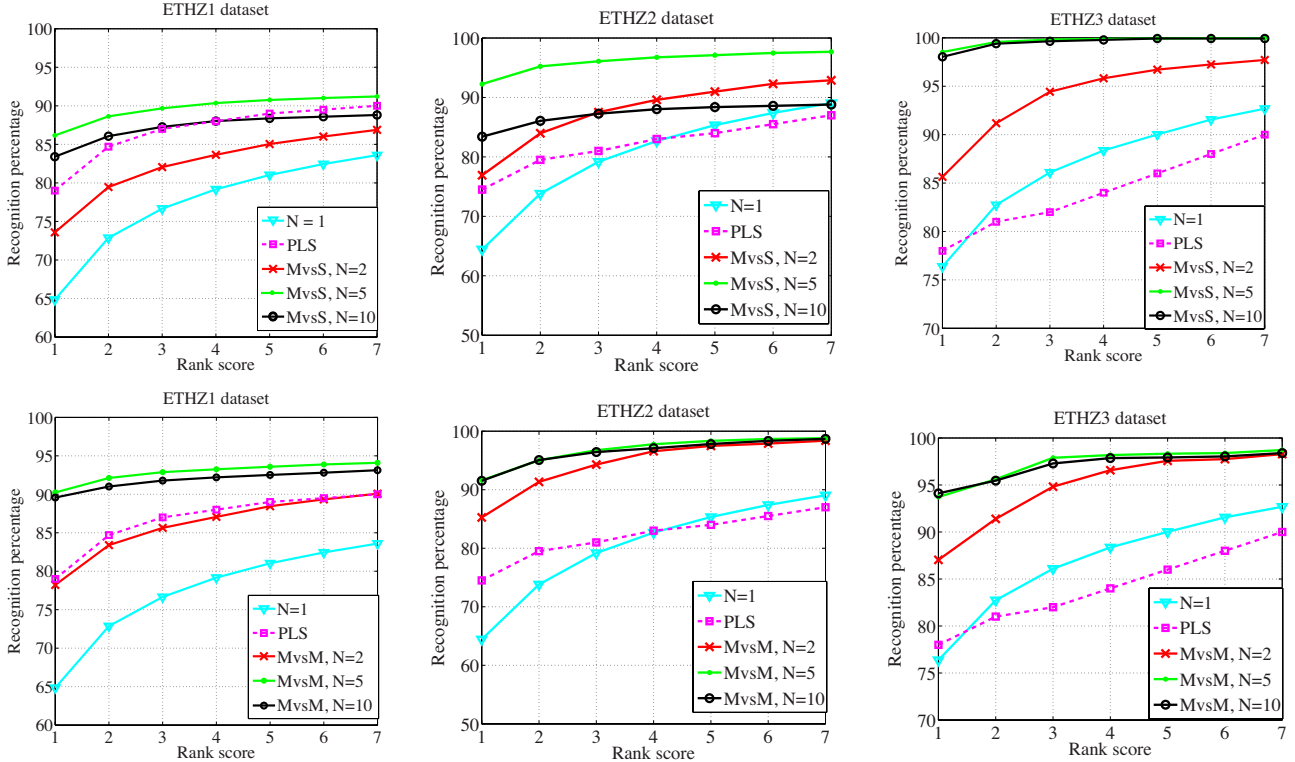 ETHZ1 dataset
Recognition percentage
100
95
90
85
80
75
70
65
60
1 2 3 4 5 6 7
Rank score
N = 1
PLS
MvsS, N=2
MvsS, N=5
MvsS, N=10
ETHZ2 dataset
Recognition percentage
100
90
80
70
60
50
1 2 3 4 5 6 7
Rank score
N=1
PLS
MvsS, N=2
MvsS, N=5
MvsS, N=10
ETHZ3 dataset
Recognition percentage
100
95
90
85
80
75
70
1 2 3 4 5 6 7
Rank score
N=1
PLS
MvsS, N=2
MvsS, N=5
MvsS, N=10
ETHZ1 dataset
Recognition percentage
100
95
90
85
80
75
70
65
60
1 2 3 4 5 6 7
Rank score
N=1
PLS
MvsM, N=2
MvsM, N=5
MvsM, N=10
ETHZ2 dataset
Recognition percentage
100
90
80
70
60
50
1 2 3 4 5 6 7
Rank score
N=1
PLS
MvsM, N=2
MvsM, N=5
MvsM, N=10
ETHZ3 dataset
Recognition percentage
100
95
90
85
80
75
70
1 2 3 4 5 6 7
Rank score
N=1
PLS
MvsM, N=2
MvsM, N=5
MvsM, N=10